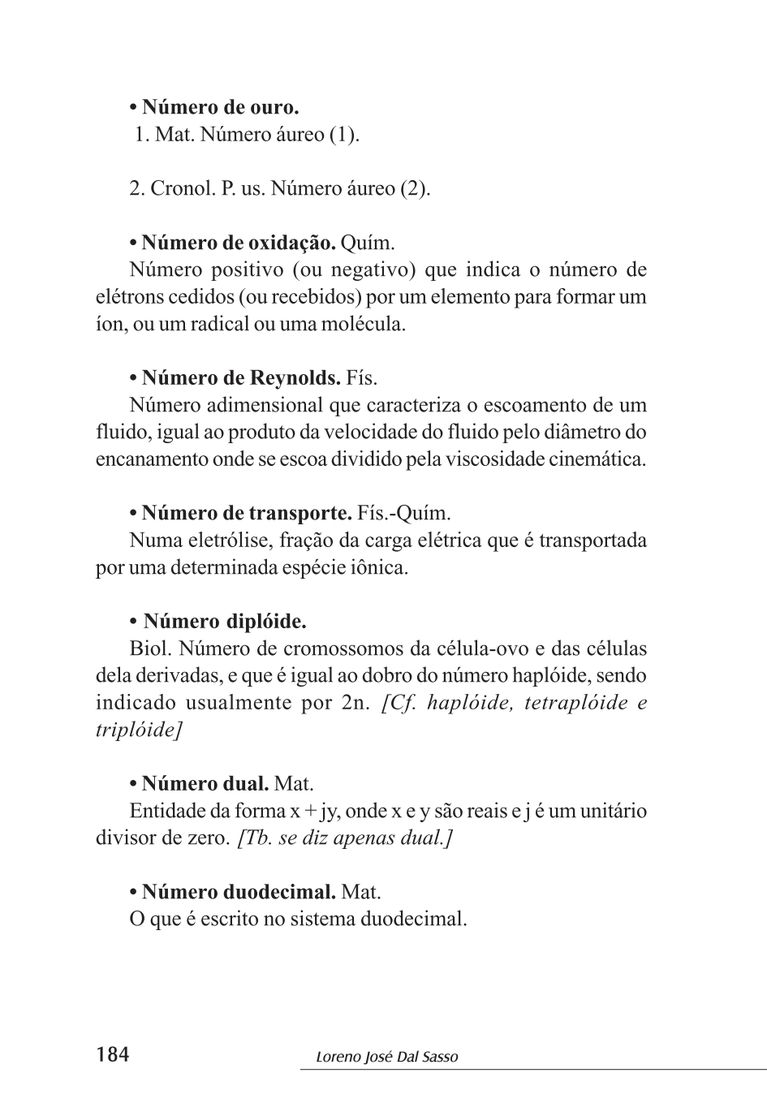 • Número de ouro.
1. Mat. Número áureo (1).
2. Cronol. P. us. Número áureo (2).
• Número de oxidação. Quím.
Número positivo (ou negativo) que indica o número de
elétrons cedidos (ou recebidos) por um elemento para formar um
íon, ou um radical ou uma molécula.
• Número de Reynolds. Fís.
Número adimensional que caracteriza o escoamento de um
fluido, igual ao produto da velocidade do fluido pelo diâmetro do
encanamento onde se escoa dividido pela viscosidade cinemática.
• Número de transporte. Fís.-Quím.
Numa eletrólise, fração da carga elétrica que é transportada
por uma determinada espécie iônica.
• Número diplóide.
Biol. Número de cromossomos da célula-ovo e das células
dela derivadas, e que é igual ao dobro do número haplóide, sendo
indicado usualmente por 2n. [Cf. haplóide, tetraplóide e
triplóide]
• Número dual. Mat.
Entidade da forma x + jy, onde x e y são reais e j é um unitário
divisor de zero. [Tb. se diz apenas dual.]
• Número duodecimal. Mat.
O que é escrito no sistema duodecimal.
184 Loreno José Dal Sasso